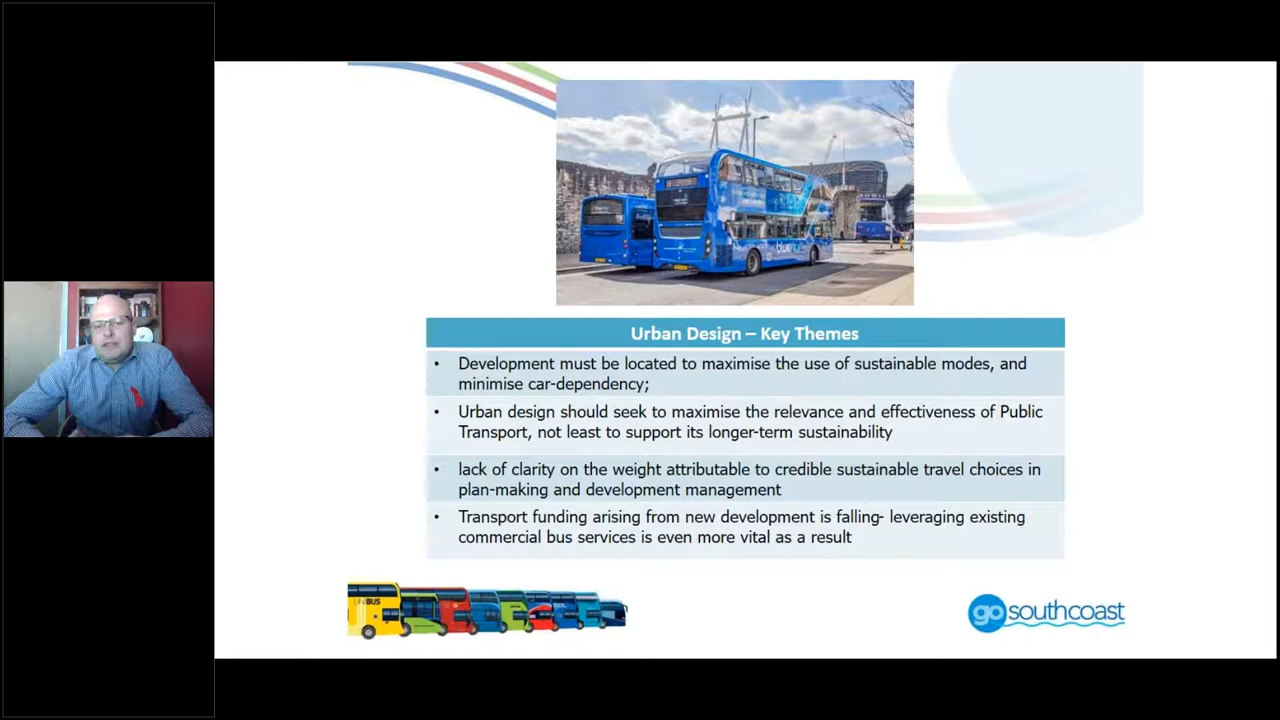 bluestar
Urban Design – Key Themes
• Development must be located to maximise the use of sustainable modes, and
minimise car-dependency;
• Urban design should seek to maximise the relevance and effectiveness of Public
Transport, not least to support its longer-term sustainability
• lack of clarity on the weight attributable to credible sustainable travel choices in
plan-making and development management
• Transport funding arising from new development is falling- leveraging existing
commercial bus services is even more vital as a result
UNIBUS
go southcoast